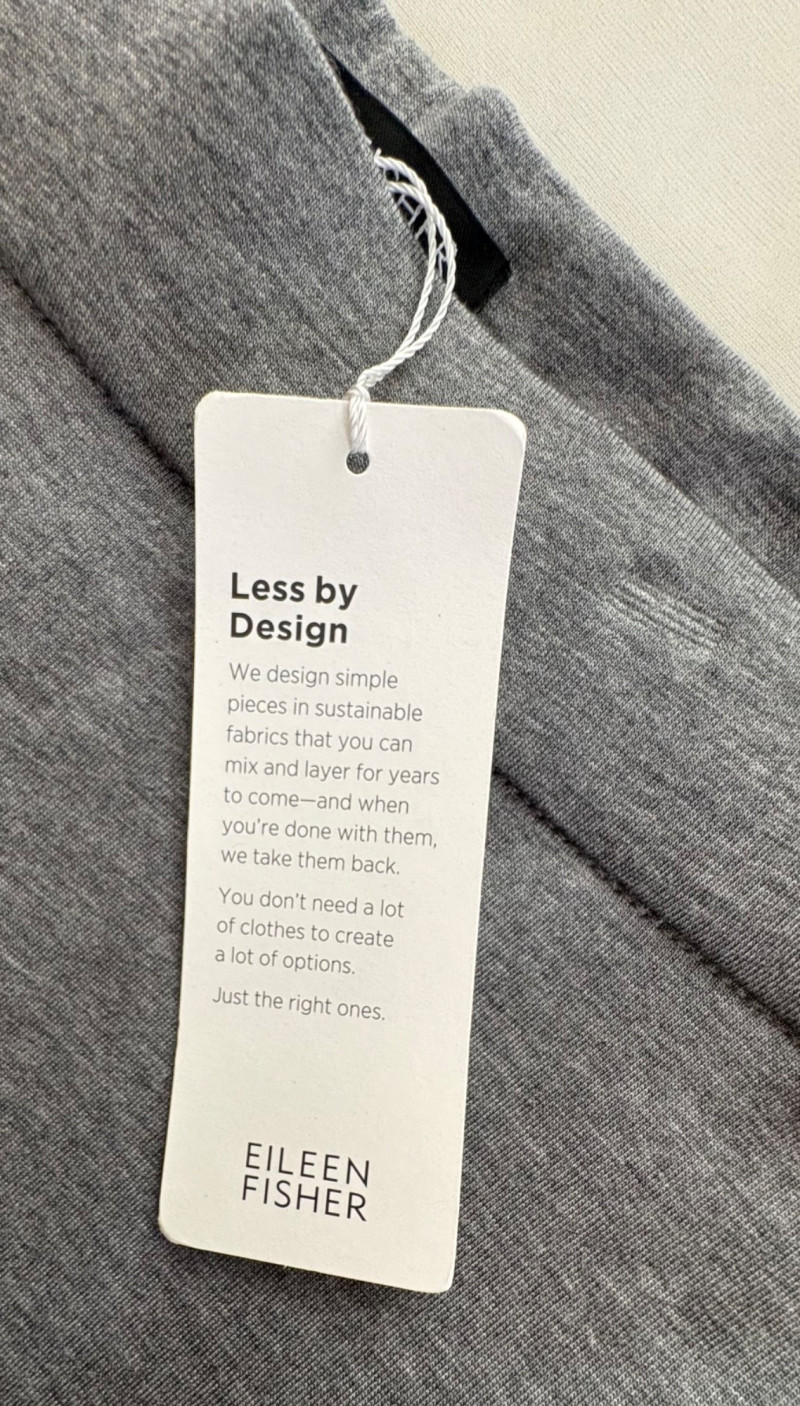 Less by
Design
We design simple
pieces in sustainable
fabrics that you can
mix and layer for years
to come—and when
you're done with them,
we take them back.
You don't need a lot
of clothes to create
a lot of options.
Just the right ones.
EILEEN
FISHER